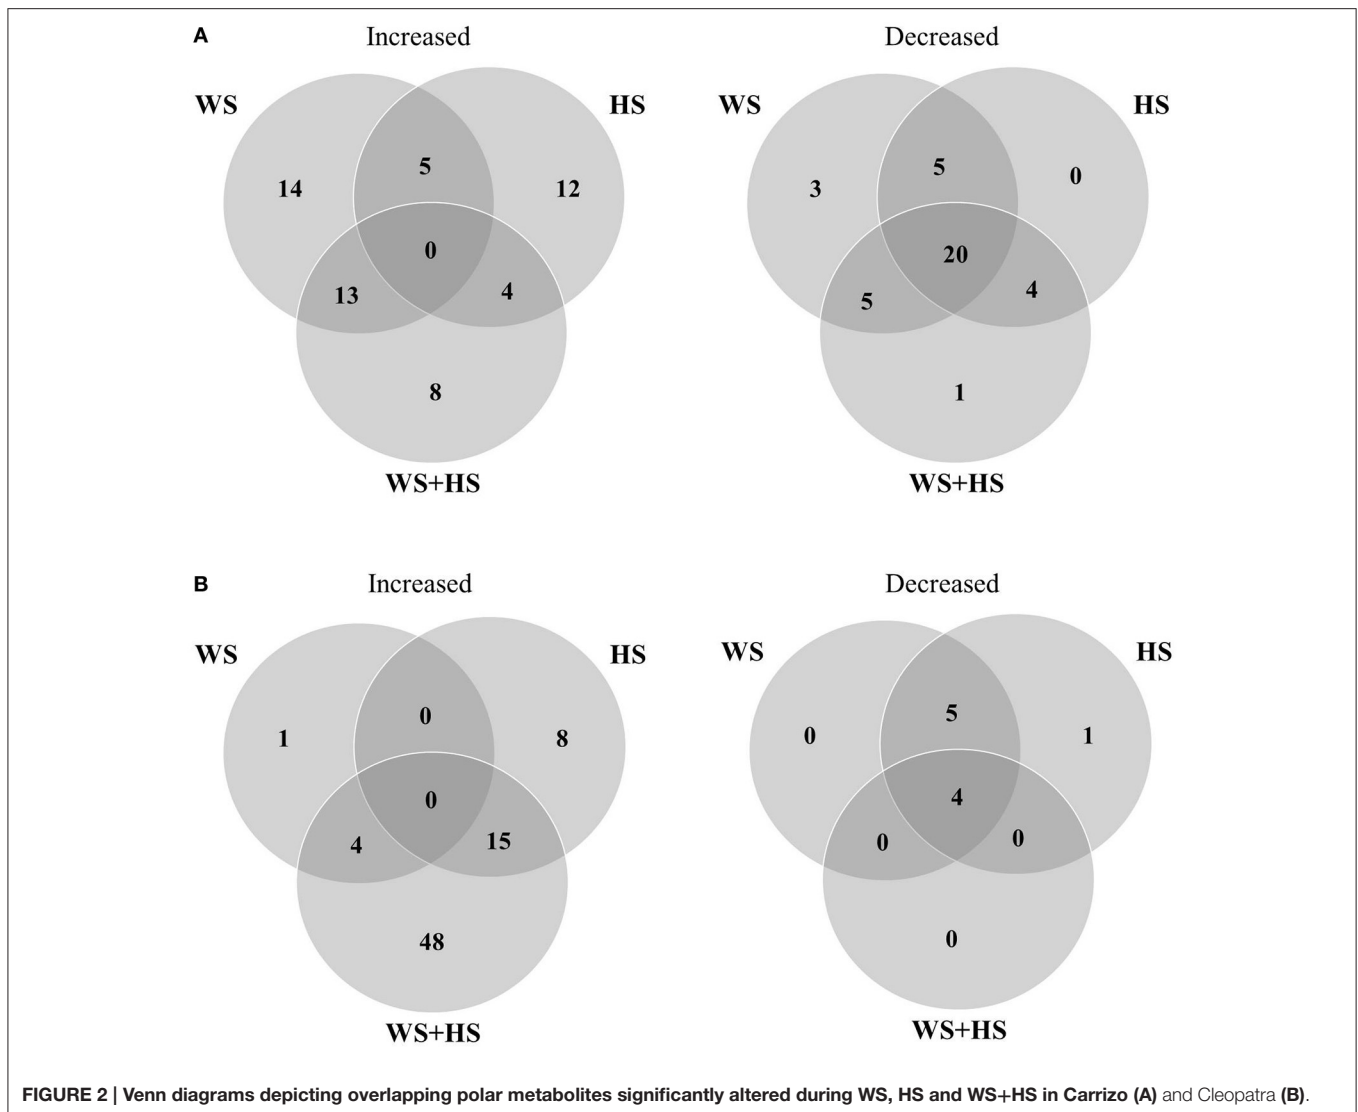 A
Increased
Decreased
WS
HS
WS
HS
14
5
12
3
5
0
0
20
13
4
5
4
8
1
WS+HS
WS+HS
B
Increased
Decreased
WS
HS
WS
HS
1
0
8
0
5
1
0
4
4
15
0
0
48
0
WS+HS
WS+HS
FIGURE 2 | Venn diagrams depicting overlapping polar metabolites significantly altered during WS, HS and WS+HS in Carrizo (A) and Cleopatra (B).